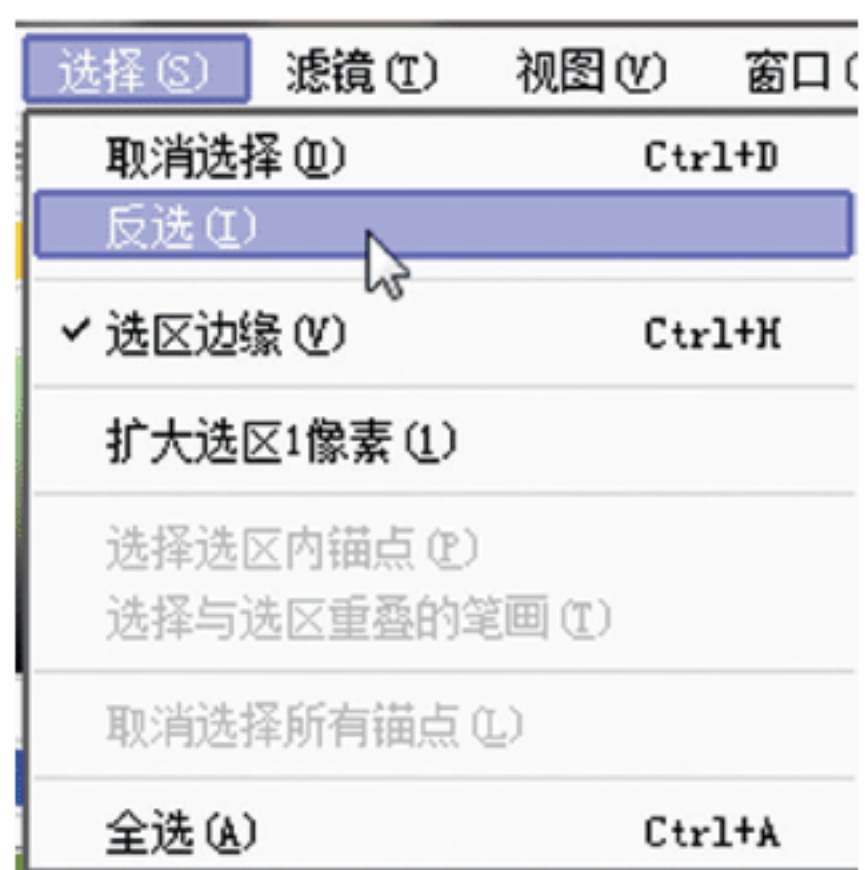 选择(S) 滤镜(T) 视图(V) 窗口(
取消选择(D) Ctrl+D
反选(I)
✓选区边缘(V) Ctrl+H
扩大选区1像素(1)
选择选区内锚点(P)
选择与选区重叠的笔画(T)
取消选择所有锚点(L)
全选(A) Ctrl+A